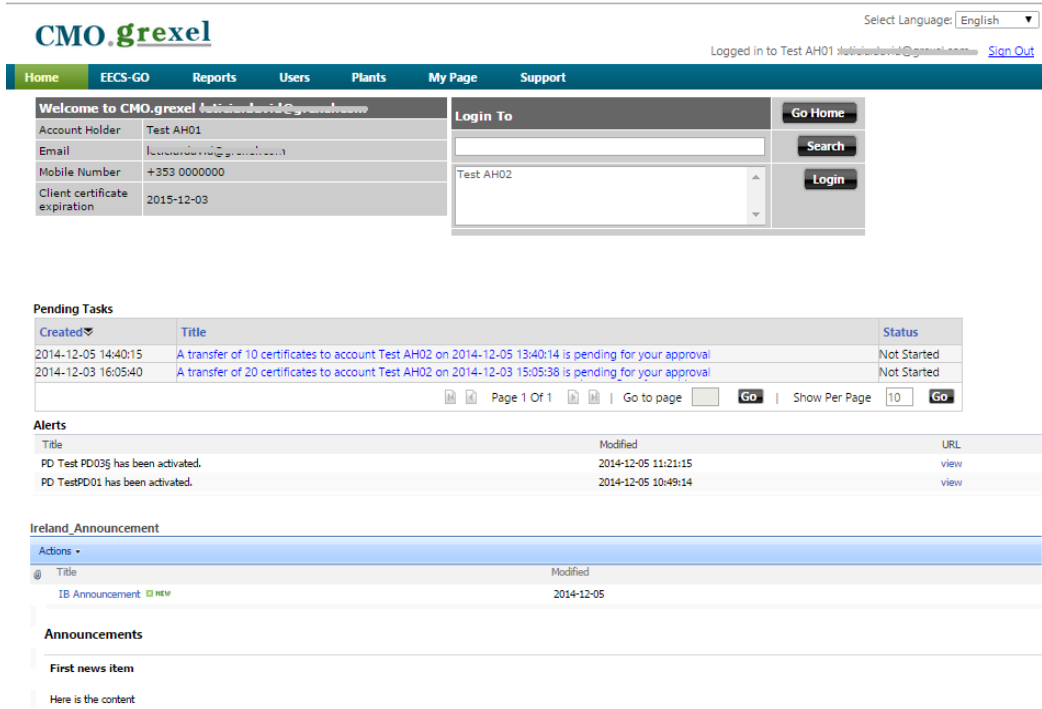 CMO.grexel
Select Language: English
Logged in to Test AH01 : Sign Out
Home EECS-GO Reports Users Plants My Page Support
Welcome to CMO.grexel
Account Holder Test AH01
Email
Mobile Number +353 0000000
Client certificate expiration 2015-12-03
Login To
Go Home
Search
Test AH02
Login
Pending Tasks
Created Title Status
2014-12-05 14:40:15 A transfer of 10 certificates to account Test AH02 on 2014-12-05 13:40:14 is pending for your approval Not Started
2014-12-03 16:05:40 A transfer of 20 certificates to account Test AH02 on 2014-12-03 15:05:38 is pending for your approval Not Started
Page 1 Of 1 | Go to page Go | Show Per Page 10 Go
Alerts
Title Modified URL
PD Test PD03§ has been activated. 2014-12-05 11:21:15 view
PD TestPD01 has been activated. 2014-12-05 10:49:14 view
Ireland_Announcement
Actions
Title Modified
IB Announcement NEW 2014-12-05
Announcements
First news item
Here is the content